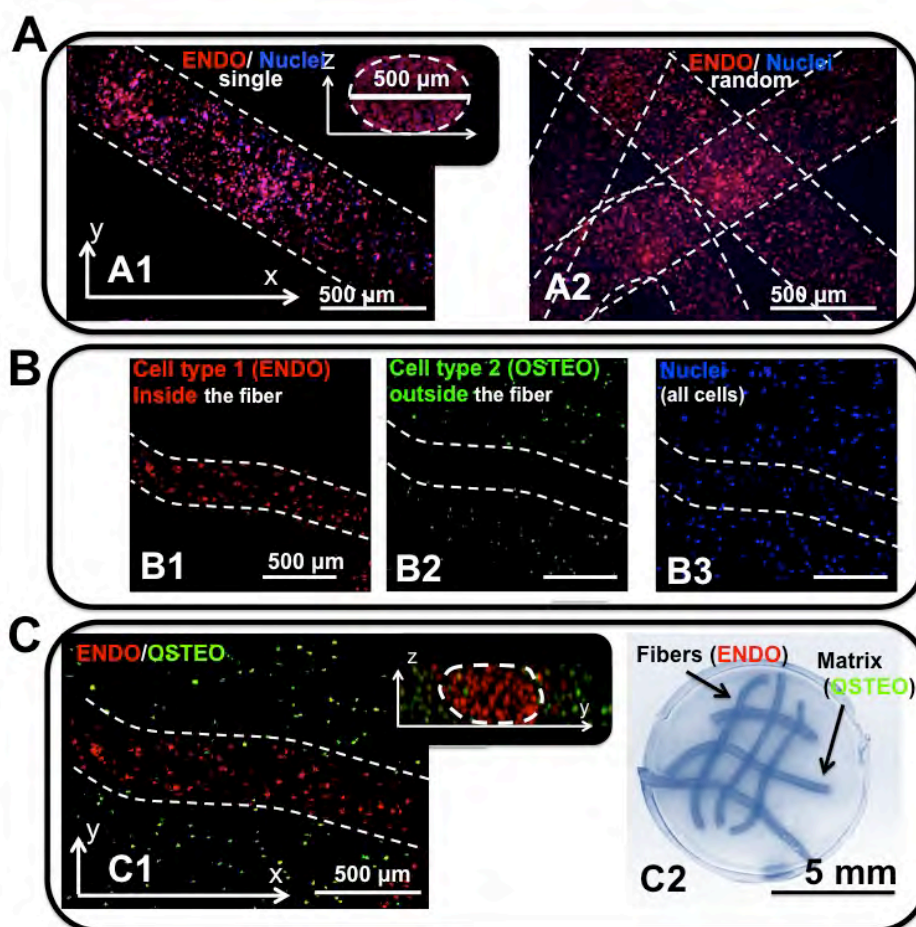 A
ENDO/ Nuclei
single
z
500 µm
y
x
A1
500 µm
ENDO/ Nuclei
random
A2
500 µm
B
Cell type 1 (ENDO)
Inside the fiber
B1
500 µm
Cell type 2 (OSTEO)
outside the fiber
B2
Nuclei
(all cells)
B3
C
ENDO/OSTEO
z
y
y
x
C1
500 µm
Fibers (ENDO)
Matrix
(OSTEO)
C2
5 mm